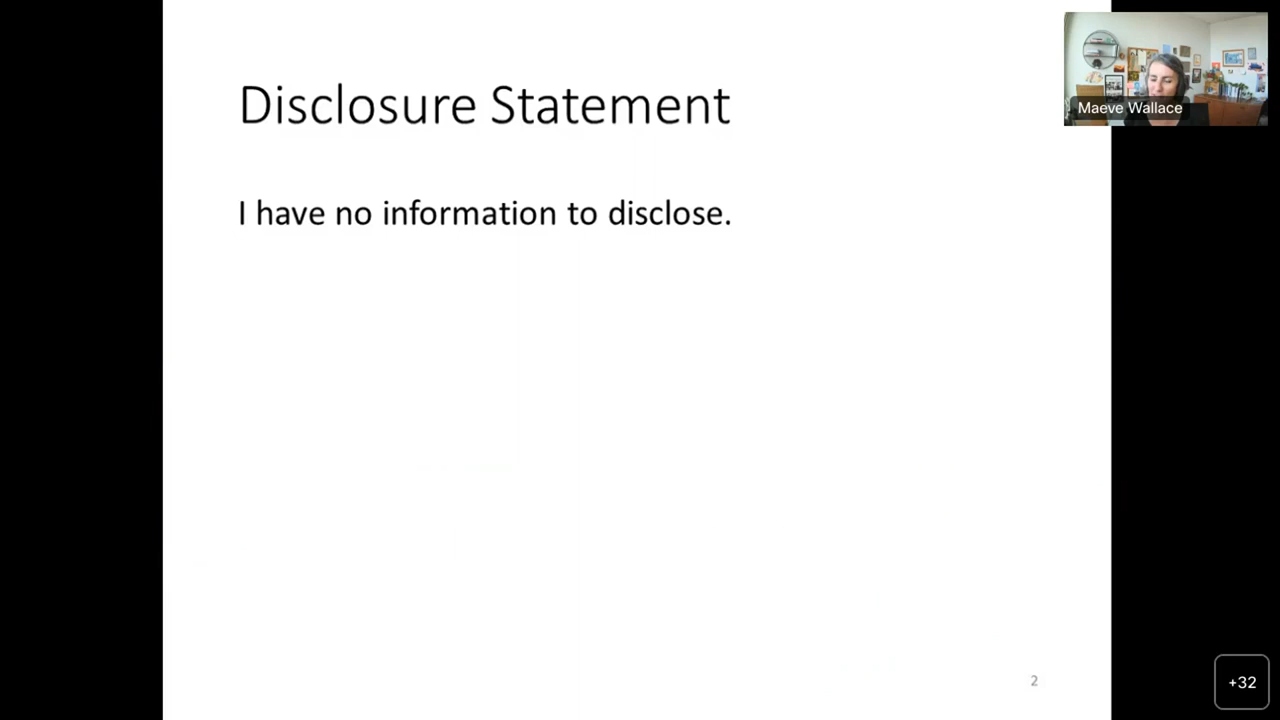 Disclosure Statement
I have no information to disclose.
Maeve Wallace
2
+32